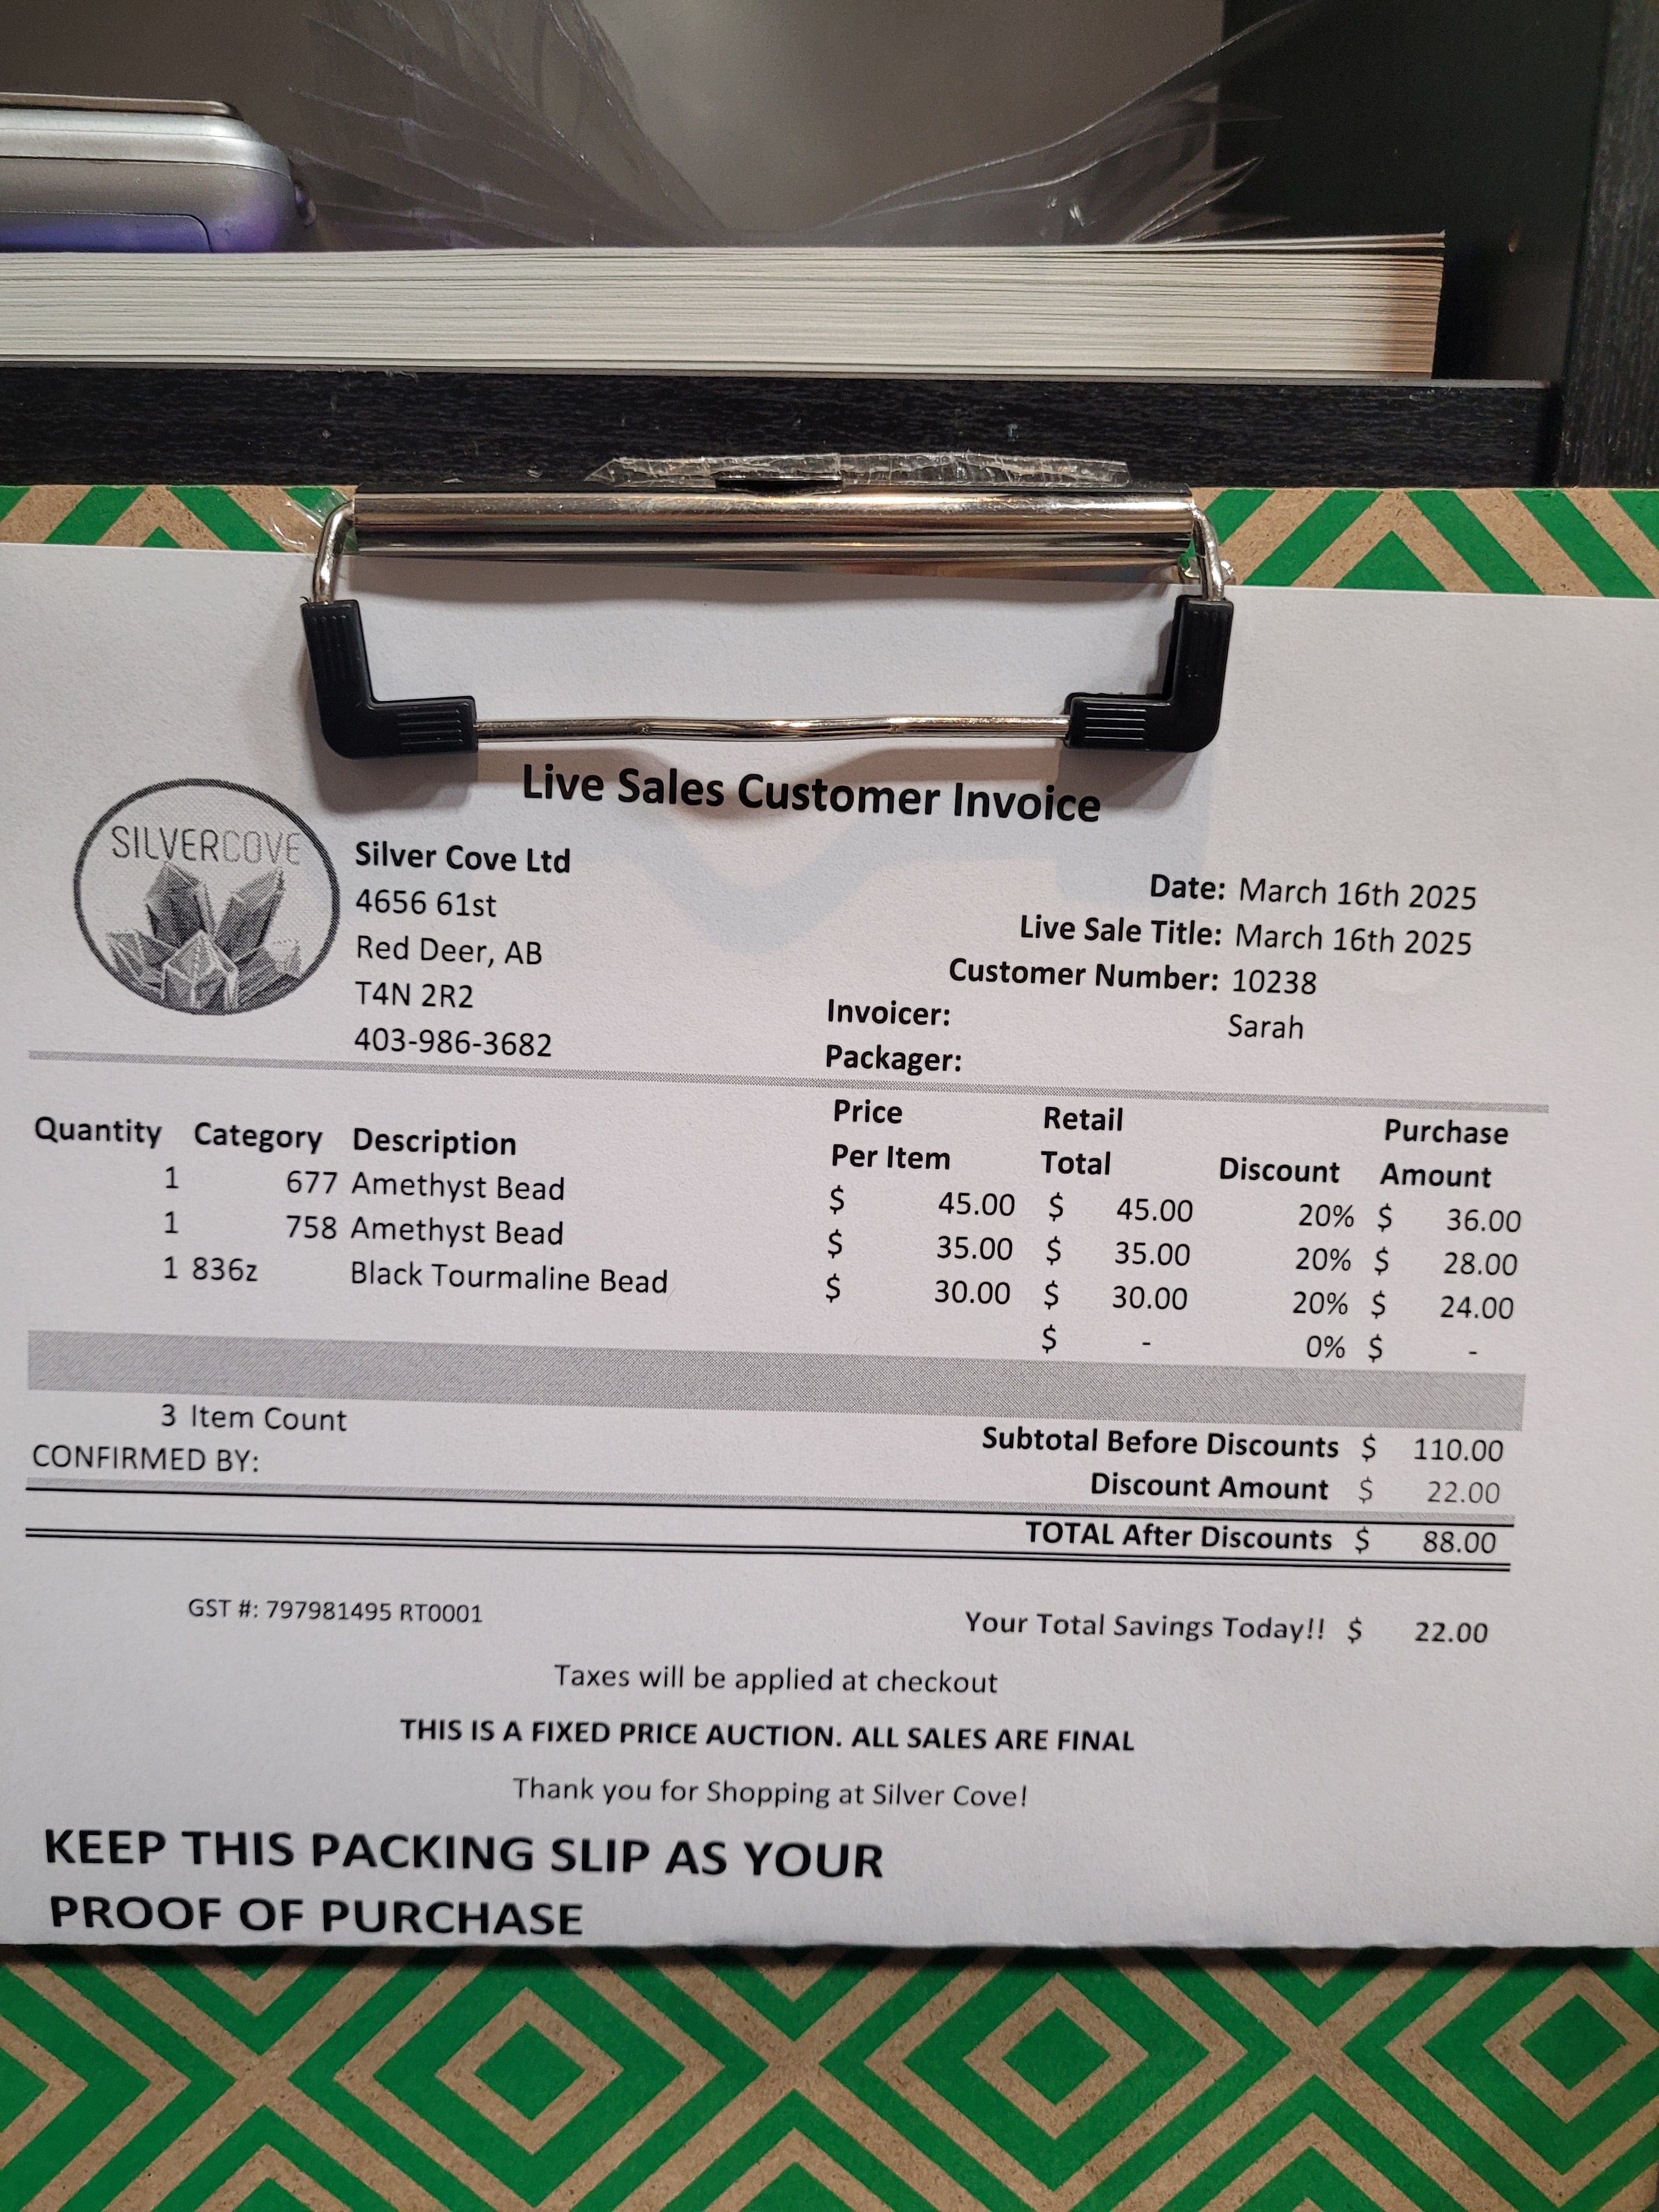 Live Sales Customer Invoice
SILVERCOVE
Silver Cove Ltd
4656 61st
Red Deer, AB
T4N 2R2
403-986-3682
Date: March 16th 2025
Live Sale Title: March 16th 2025
Customer Number: 10238
Invoicer: Sarah
Packager:
Quantity Category Description Price Per Item Retail Total Discount Purchase Amount
1 677 Amethyst Bead $ 45.00 $ 45.00 20% $ 36.00
1 758 Amethyst Bead $ 35.00 $ 35.00 20% $ 28.00
1 836z Black Tourmaline Bead $ 30.00 $ 30.00 20% $ 24.00
$ - 0% $ -
3 Item Count
Subtotal Before Discounts $ 110.00
CONFIRMED BY:
Discount Amount $ 22.00
TOTAL After Discounts $ 88.00
GST #: 797981495 RT0001
Your Total Savings Today!! $ 22.00
Taxes will be applied at checkout
THIS IS A FIXED PRICE AUCTION. ALL SALES ARE FINAL
Thank you for Shopping at Silver Cove!
KEEP THIS PACKING SLIP AS YOUR
PROOF OF PURCHASE